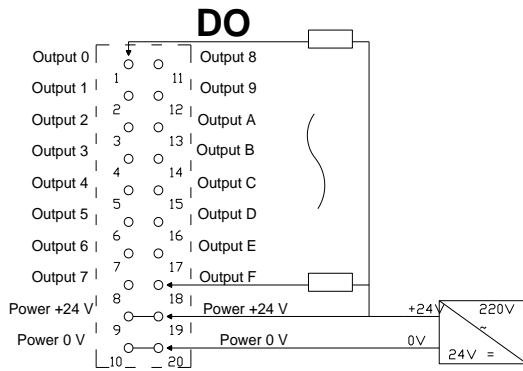 DO
Output 0 Output 8
1 11
Output 1 Output 9
2 12
Output 2 Output A
3 13
Output 3 Output B
4 14
Output 4 Output C
5 15
Output 5 Output D
6 16
Output 6 Output E
7 17
Output 7 Output F
8 18
Power +24 V Power +24 V +24V 220V
9 19
~
Power 0 V Power 0 V 0V
10 20 24V =